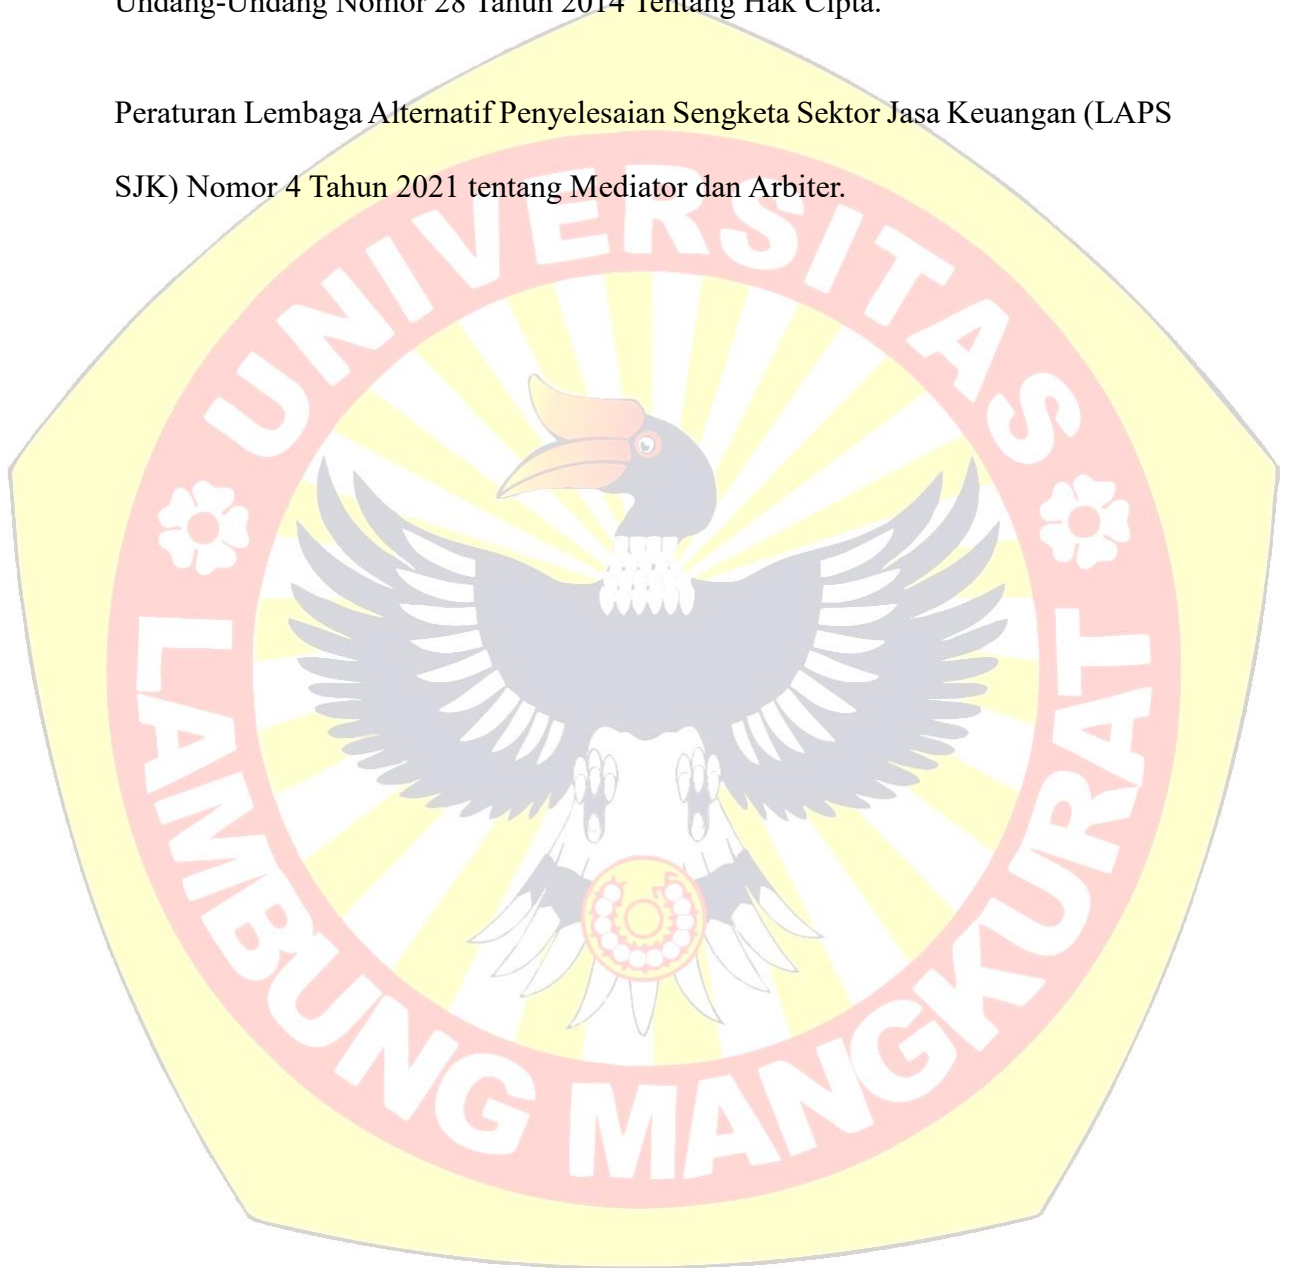 Undang-Undang Nomor 28 Tahun 2014 Tentang Hak Cipta.
Peraturan Lembaga Alternatif Penyelesaian Sengketa Sektor Jasa Keuangan (LAPS
SJK) Nomor 4 Tahun 2021 tentang Mediator dan Arbiter.
UNIVERSITAS
LAMBUNG MANGKURAT